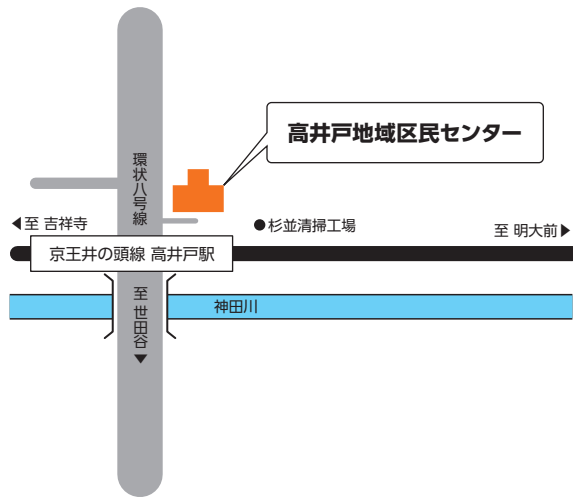 高井戸地域区民センター
環状八号線
◀至 吉祥寺
●杉並清掃工場
至 明大前▶
京王井の頭線 高井戸駅
至 世田谷▼
神田川